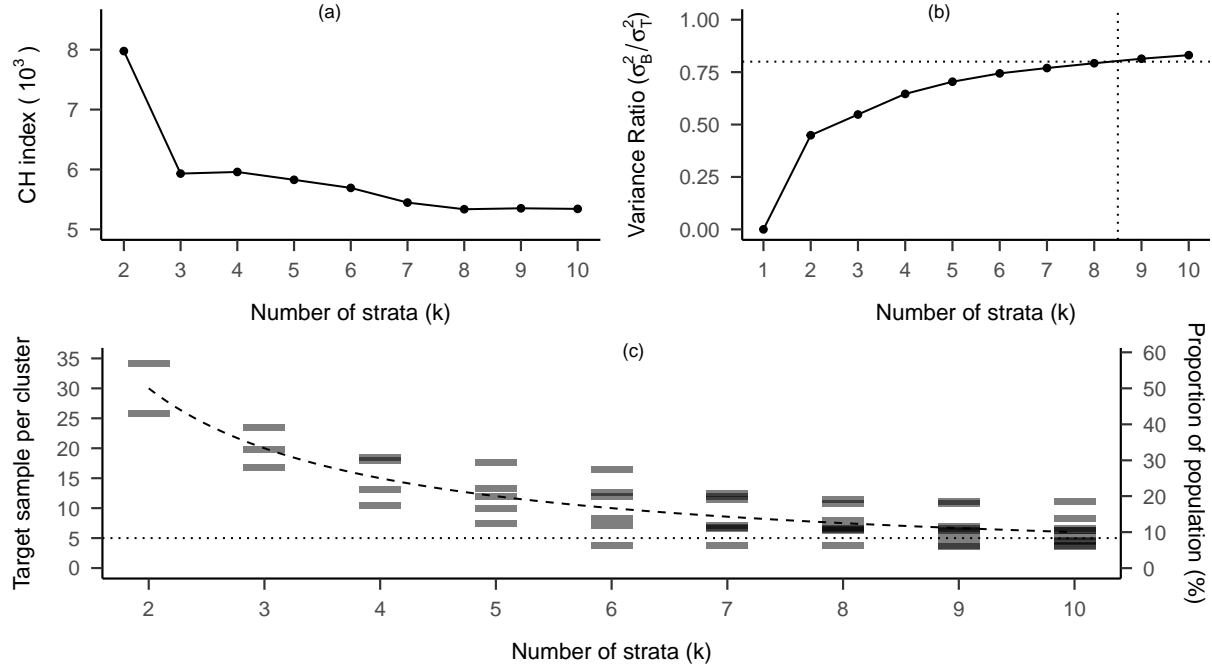 (a)
CH index ( 10³)
8
7
6
5
2 3 4 5 6 7 8 9 10
Number of strata (k)
(b)
Variance Ratio (σ²_B/σ²_T)
1.00
0.75
0.50
0.25
0.00
1 2 3 4 5 6 7 8 9 10
Number of strata (k)
(c)
Target sample per cluster
35
30
25
20
15
10
5
0
2 3 4 5 6 7 8 9 10
Number of strata (k)
Proportion of population (%)
60
50
40
30
20
10
0